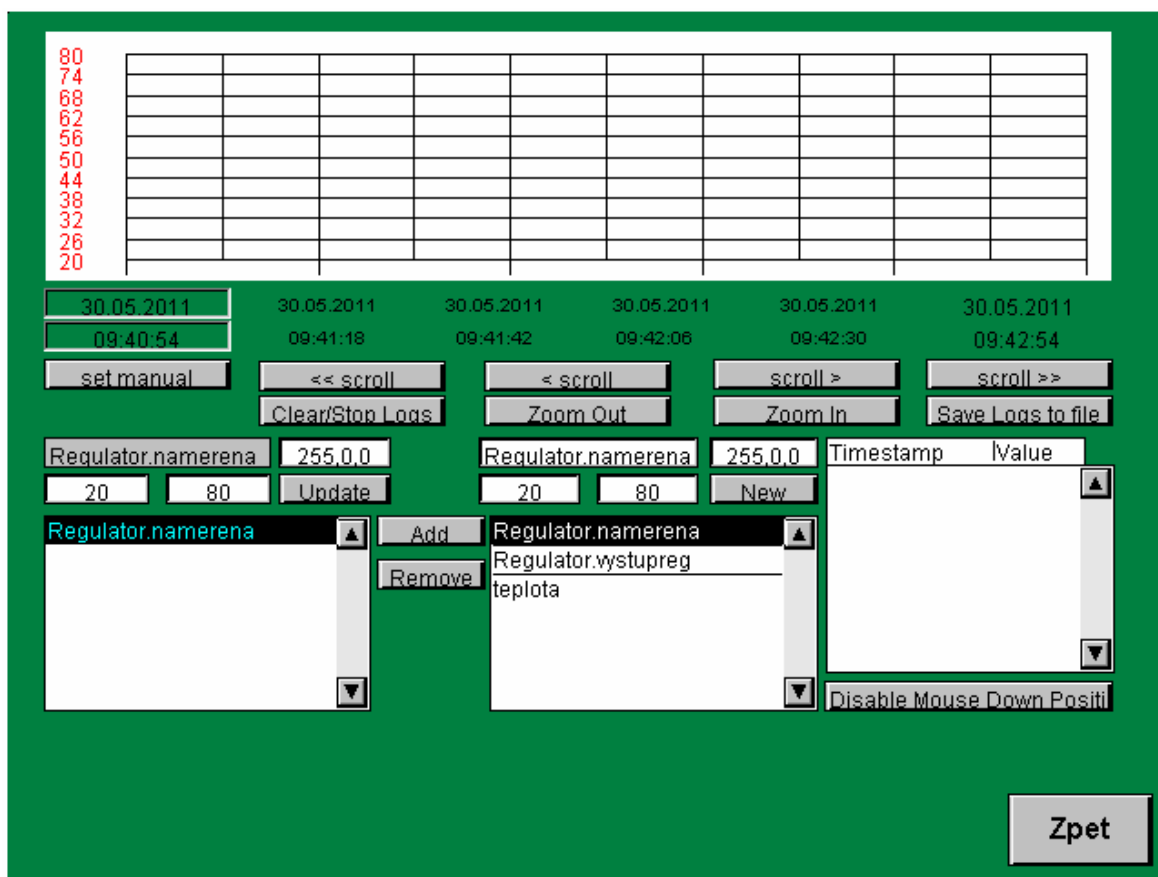 80
74
68
62
56
50
44
38
32
26
20
30.05.2011 30.05.2011 30.05.2011 30.05.2011 30.05.2011 30.05.2011
09:40:54 09:41:18 09:41:42 09:42:06 09:42:30 09:42:54
set manual << scroll < scroll scroll > scroll >>
Clear/Stop Logs Zoom Out Zoom In Save Logs to file
Regulator.namerena 255,0,0 Regulator.namerena 255,0,0 Timestamp |Value
20 80 Update 20 80 New
Regulator.namerena Add Regulator.namerena
Remove Regulator.vystupreg
teplota
Disable Mouse Down Positi
Zpet